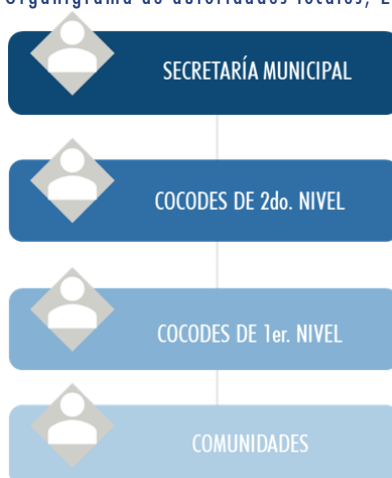 Organigrama de autoridades locales,
SECRETARÍA MUNICIPAL
COCODES DE 2do. NIVEL
COCODES DE 1er. NIVEL
COMUNIDADES